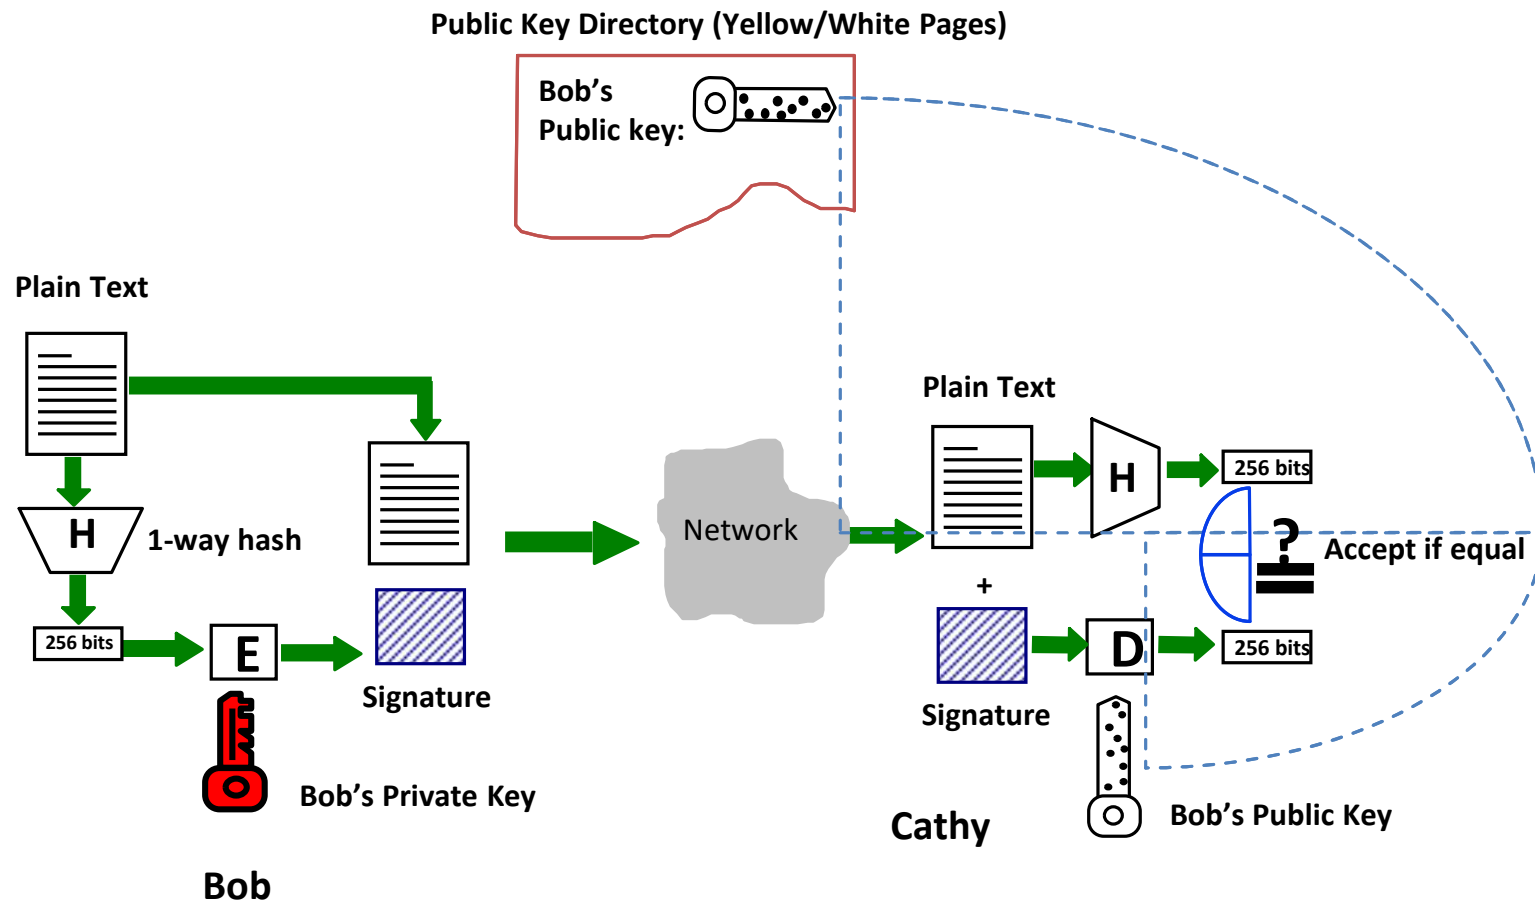 Public Key Directory (Yellow/White Pages)
Bob's
Public key:
Plain Text
H
1-way hash
256 bits
E
Signature
Bob's Private Key
Bob
Network
Plain Text
H
256 bits
?
=
Accept if equal
+
D
256 bits
Signature
Bob's Public Key
Cathy